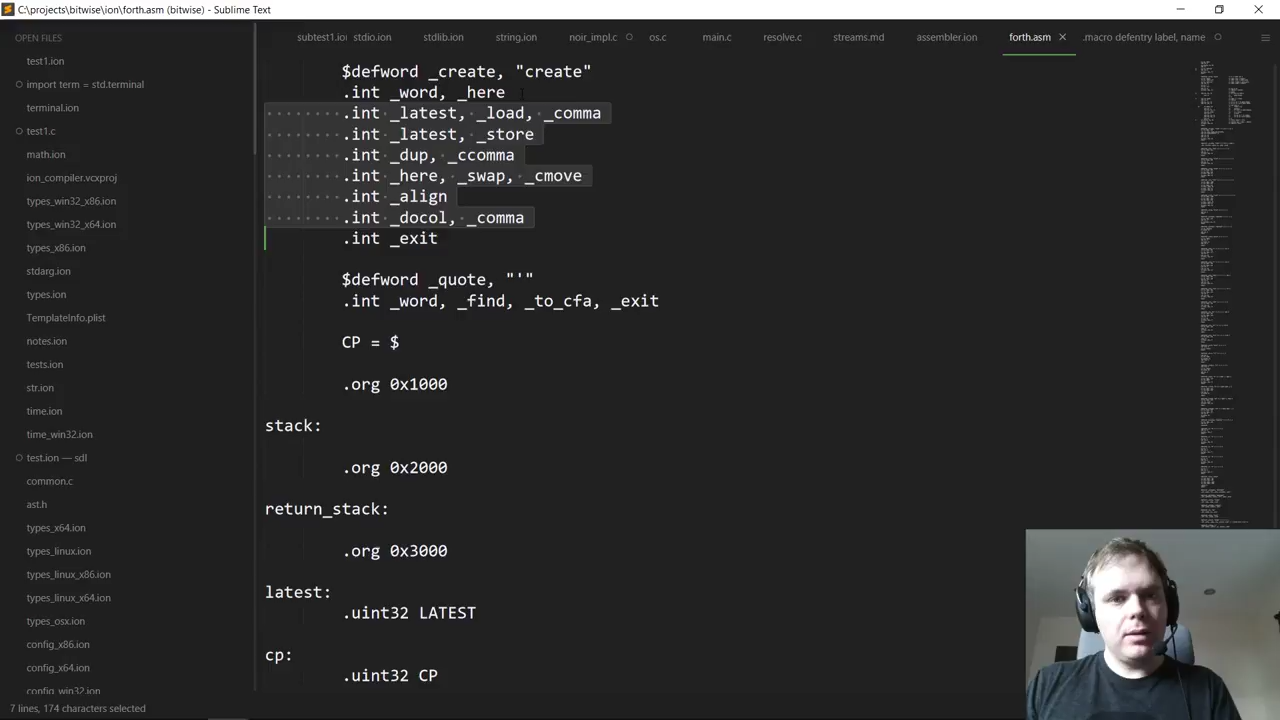 C:\projects\bitwise\ion\forth.asm (bitwise) - Sublime Text
OPEN FILES
test1.ion
import term = std.terminal
terminal.ion
test1.c
math.ion
ion_compiler.vcxproj
types_win32_x86.ion
types_win32_x64.ion
types_x86.ion
stdarg.ion
types.ion
TemplateInfo.plist
notes.ion
tests.ion
str.ion
time.ion
time_win32.ion
test.ion — sdl
common.c
ast.h
types_x64.ion
types_linux.ion
types_linux_x86.ion
types_linux_x64.ion
types_osx.ion
config_x86.ion
config_x64.ion
config_win32.ion
subtest1.ion
stdio.ion
stdlib.ion
string.ion
noir_impl.c
os.c
main.c
resolve.c
streams.md
assembler.ion
forth.asm
.macro defentry label, name
$defword _create, "create"
.int _word, _here
.int _latest, _load, _comma
.int _latest, _store
.int _dup, _ccomma
.int _here, _swap, _cmove
.int _align
.int _docol, _comma
.int _exit
$defword _quote, "'"
.int _word, _find, _to_cfa, _exit
CP = $
.org 0x1000
stack:
.org 0x2000
return_stack:
.org 0x3000
latest:
.uint32 LATEST
cp:
.uint32 CP
7 lines, 174 characters selected